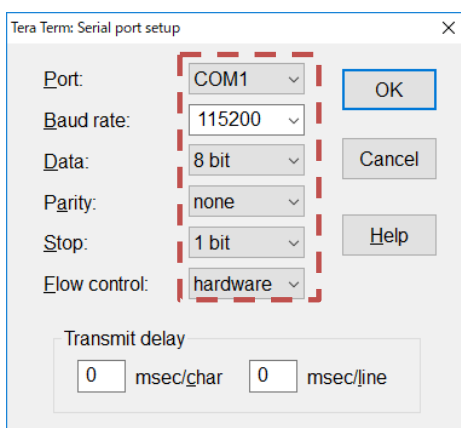 Tera Term: Serial port setup
Port: COM1
OK
Baud rate: 115200
Data: 8 bit
Cancel
Parity: none
Stop: 1 bit
Help
Flow control: hardware
Transmit delay
0 msec/char 0 msec/line